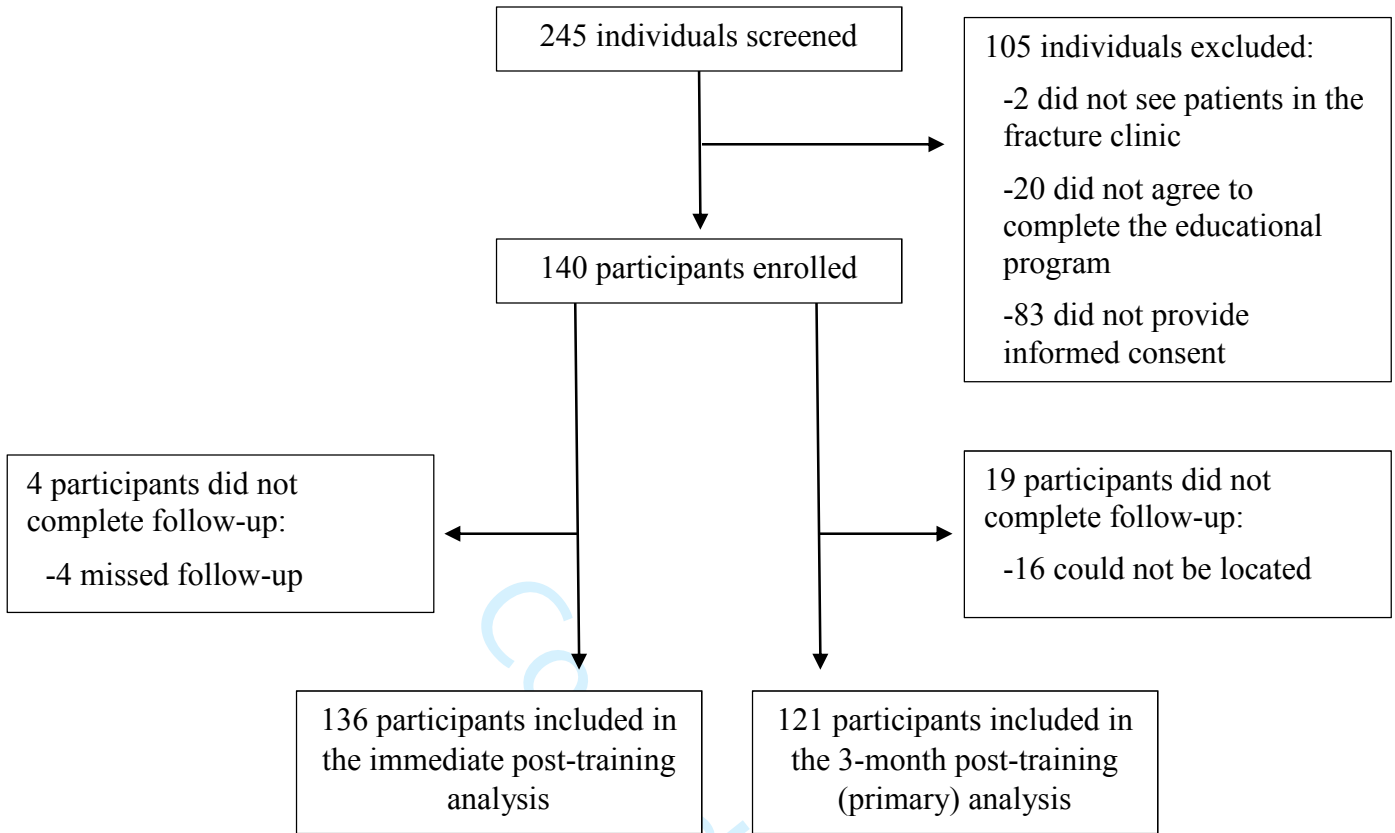 245 individuals screened
105 individuals excluded:
-2 did not see patients in the
fracture clinic
-20 did not agree to
complete the educational
program
-83 did not provide
informed consent
140 participants enrolled
4 participants did not
complete follow-up:
-4 missed follow-up
19 participants did not
complete follow-up:
-16 could not be located
136 participants included in
the immediate post-training
analysis
121 participants included in
the 3-month post-training
(primary) analysis
Co